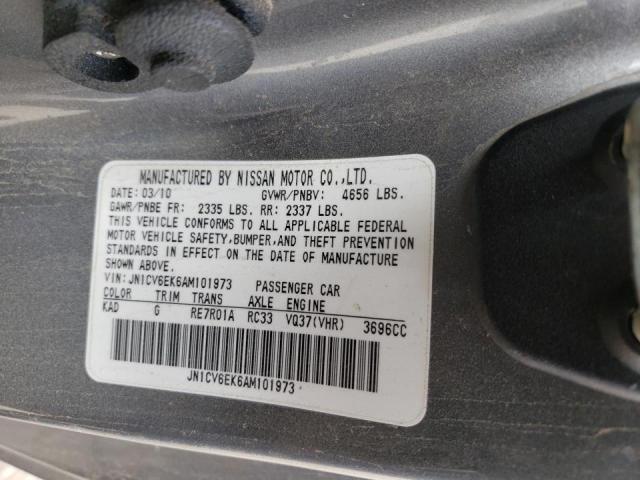 MANUFACTURED BY NISSAN MOTOR CO.,LTD.
DATE: 03/10 GVWR/PNBV: 4656 LBS.
GAWR/PNBE FR: 2335 LBS. RR: 2337 LBS.
THIS VEHICLE CONFORMS TO ALL APPLICABLE FEDERAL
MOTOR VEHICLE SAFETY,BUMPER,AND THEFT PREVENTION
STANDARDS IN EFFECT ON THE DATE OF MANUFACTURE
SHOWN ABOVE.
VIN: JN1CV6EK6AM101973 PASSENGER CAR
COLOR TRIM TRANS AXLE ENGINE
KAD G RE7R01A RC33 VQ37(VHR) 3696CC
JN1CV6EK6AM101973